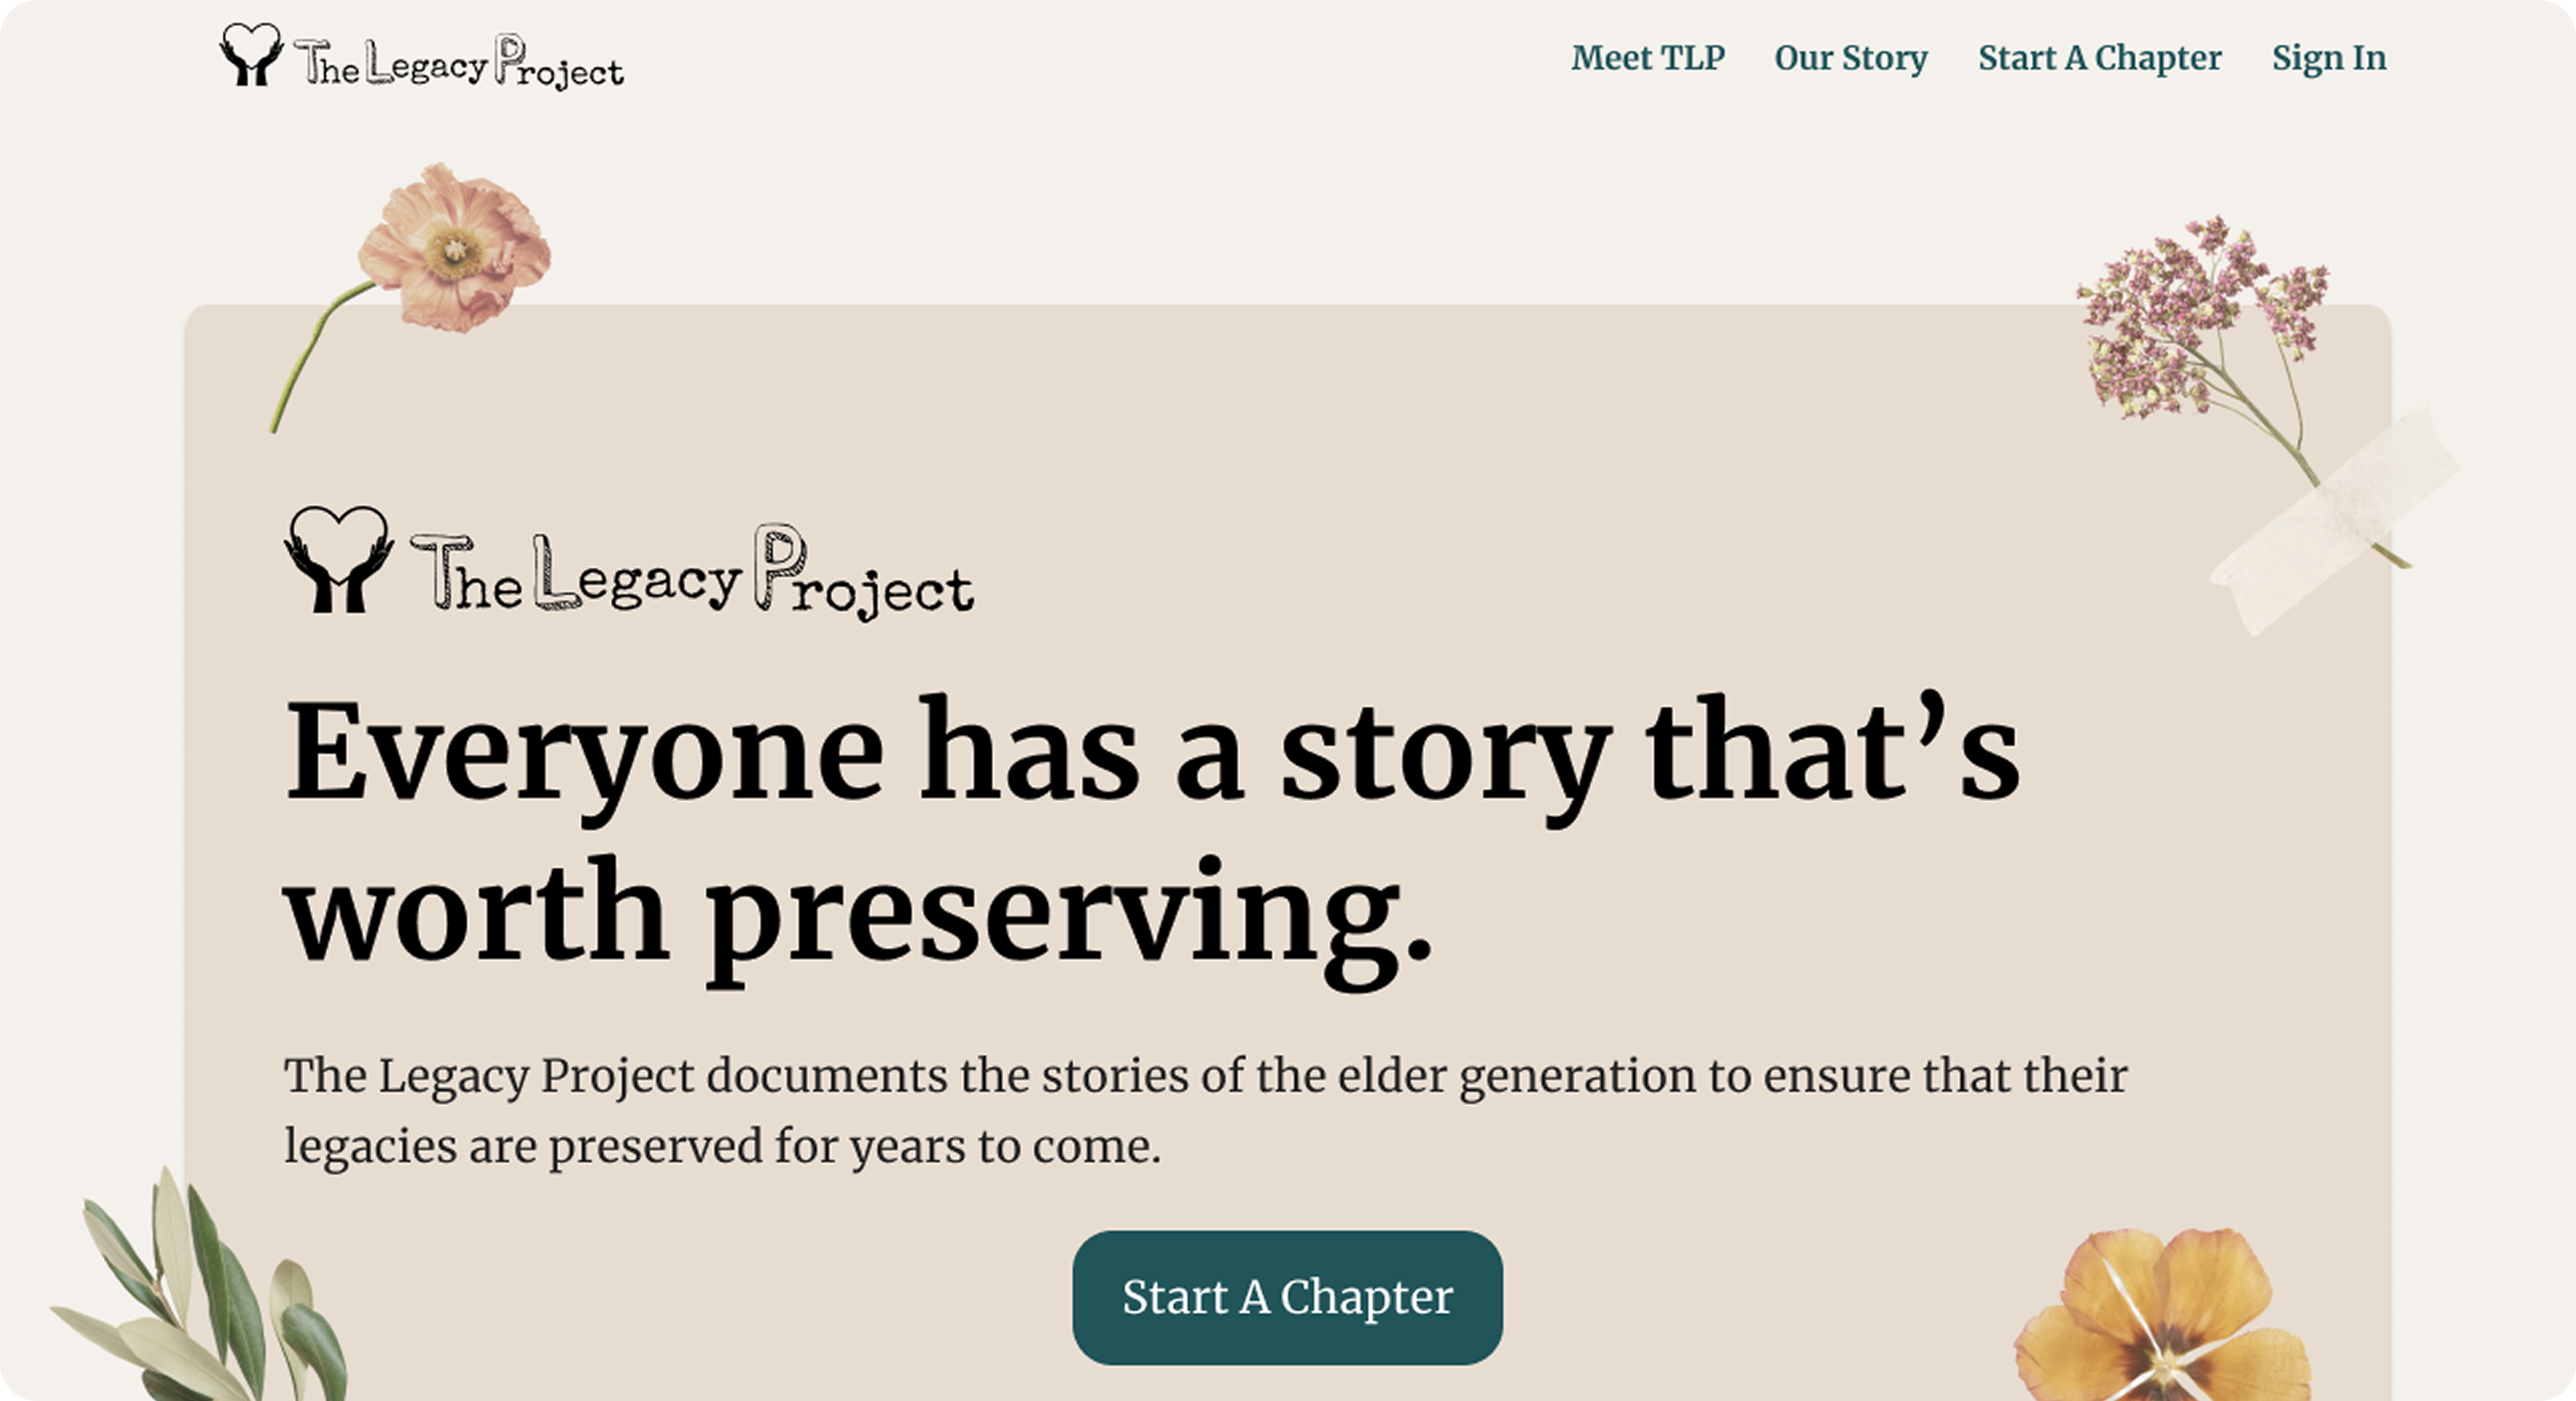 The Legacy Project
Meet TLP Our Story Start A Chapter Sign In
The Legacy Project
Everyone has a story that’s
worth preserving.
The Legacy Project documents the stories of the elder generation to ensure that their
legacies are preserved for years to come.
Start A Chapter